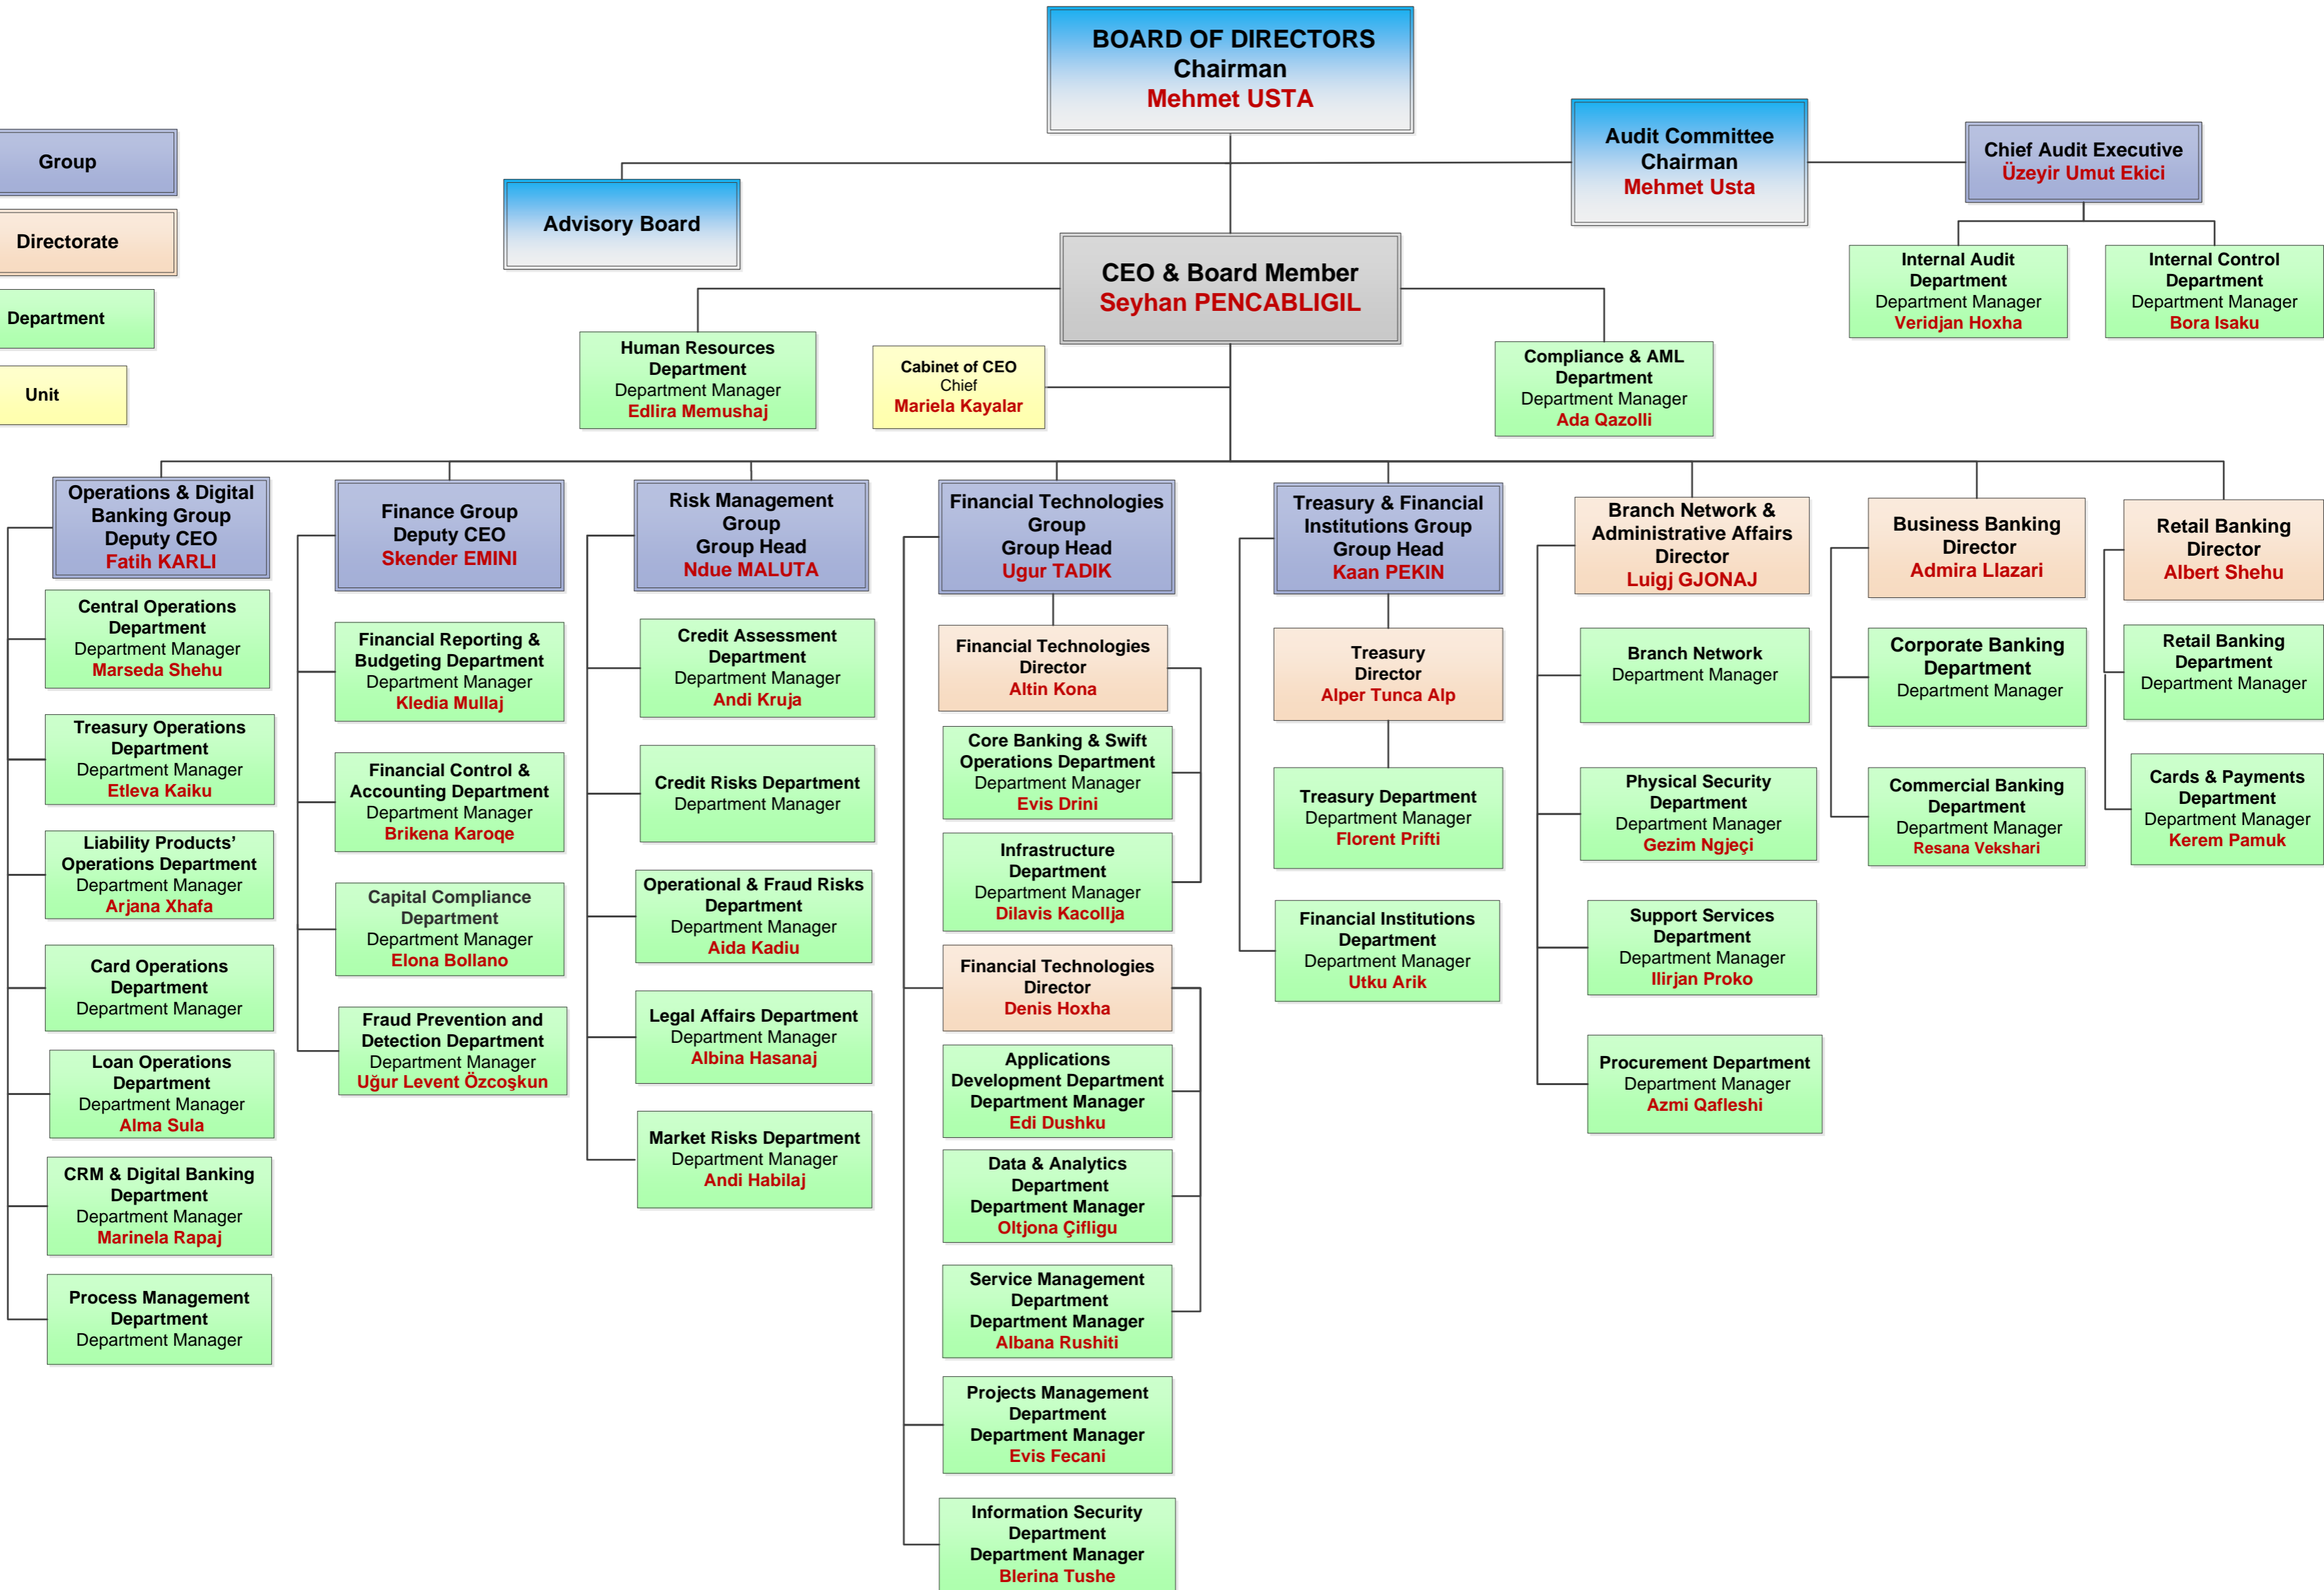 BOARD OF DIRECTORS
Chairman
Mehmet USTA
Audit Committee
Chairman
Mehmet Usta
Chief Audit Executive
Üzeyir Umut Ekici
Group
Directorate
Department
Unit
Advisory Board
Internal Audit
Department
Department Manager
Veridjan Hoxha
Internal Control
Department
Department Manager
Bora Isaku
CEO & Board Member
Seyhan PENCABLIGIL
Human Resources
Department
Department Manager
Edlira Memushaj
Cabinet of CEO
Chief
Mariela Kayalar
Compliance & AML
Department
Department Manager
Ada Qazolli
Operations & Digital
Banking Group
Deputy CEO
Fatih KARLI
Central Operations
Department
Department Manager
Marseda Shehu
Treasury Operations
Department
Department Manager
Etleva Kaiku
Liability Products’
Operations Department
Department Manager
Arjana Xhafa
Card Operations
Department
Department Manager
Loan Operations
Department
Department Manager
Alma Sula
CRM & Digital Banking
Department
Department Manager
Marinela Rapaj
Process Management
Department
Department Manager
Finance Group
Deputy CEO
Skender EMINI
Financial Reporting &
Budgeting Department
Department Manager
Kledia Mullaj
Financial Control &
Accounting Department
Department Manager
Brikena Karoqe
Capital Compliance
Department
Department Manager
Elona Bollano
Fraud Prevention and
Detection Department
Department Manager
Uğur Levent Özcoşkun
Risk Management
Group
Group Head
Ndue MALUTA
Credit Assessment
Department
Department Manager
Andi Kruja
Credit Risks Department
Department Manager
Operational & Fraud Risks
Department
Department Manager
Aida Kadiu
Legal Affairs Department
Department Manager
Albina Hasanaj
Market Risks Department
Department Manager
Andi Habilaj
Financial Technologies
Group
Group Head
Ugur TADIK
Financial Technologies
Director
Altin Kona
Core Banking & Swift
Operations Department
Department Manager
Evis Drini
Infrastructure
Department
Department Manager
Dilavis Kacollja
Financial Technologies
Director
Denis Hoxha
Applications
Development Department
Department Manager
Edi Dushku
Data & Analytics
Department
Department Manager
Oltjona Çifligu
Service Management
Department
Department Manager
Albana Rushiti
Projects Management
Department
Department Manager
Evis Fecani
Information Security
Department
Department Manager
Blerina Tushe
Treasury & Financial
Institutions Group
Group Head
Kaan PEKIN
Treasury
Director
Alper Tunca Alp
Treasury Department
Department Manager
Florent Prifti
Financial Institutions
Department
Department Manager
Utku Arik
Branch Network &
Administrative Affairs
Director
Luigj GJONAJ
Branch Network
Department Manager
Physical Security
Department
Department Manager
Gezim Ngjeçi
Support Services
Department
Department Manager
Ilirjan Proko
Procurement Department
Department Manager
Azmi Qafleshi
Business Banking
Director
Admira Llazari
Corporate Banking
Department
Department Manager
Commercial Banking
Department
Department Manager
Resana Vekshari
Retail Banking
Director
Albert Shehu
Retail Banking
Department
Department Manager
Cards & Payments
Department
Department Manager
Kerem Pamuk